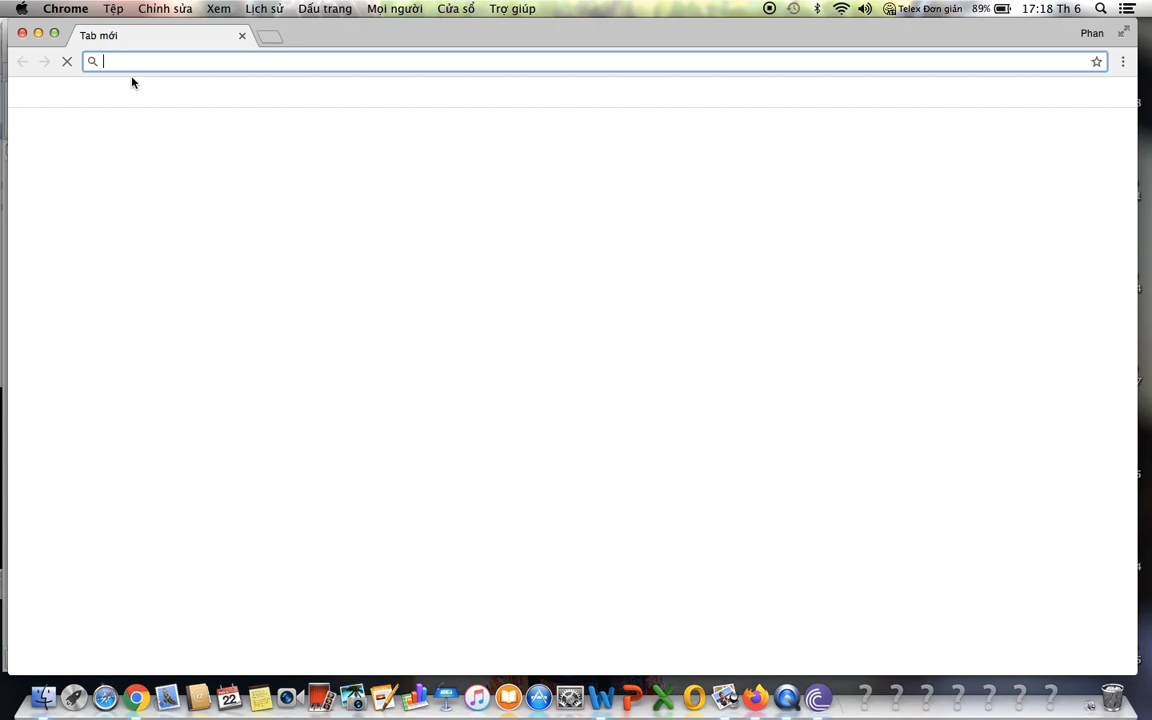 Chrome Tệp Chỉnh sửa Xem Lịch sử Dấu trang Mọi người Cửa sổ Trợ giúp Telex Đơn giản 89% 17:18 Th 6
Tab mới Phan
22